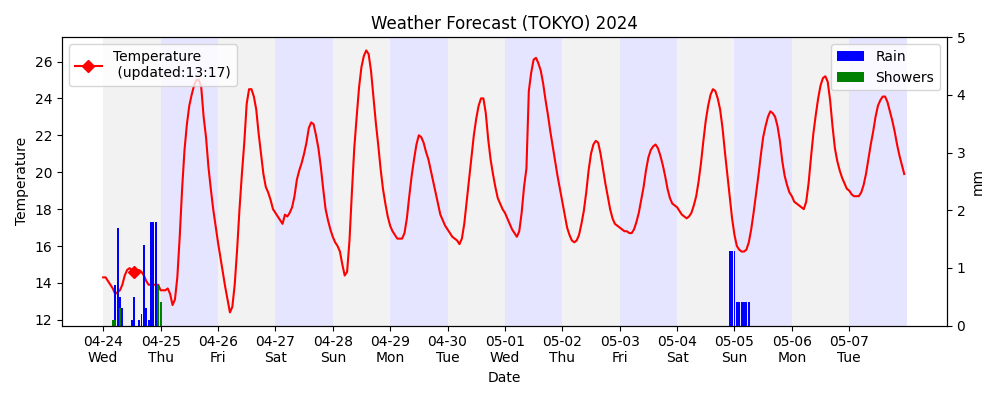 Weather Forecast (TOKYO) 2024
Temperature
(updated:13:17)
Rain
Showers
Temperature
26
24
22
20
18
16
14
12
mm
5
4
3
2
1
0
04-24 04-25 04-26 04-27 04-28 04-29 04-30 05-01 05-02 05-03 05-04 05-05 05-06 05-07
Wed Thu Fri Sat Sun Mon Tue Wed Thu Fri Sat Sun Mon Tue
Date